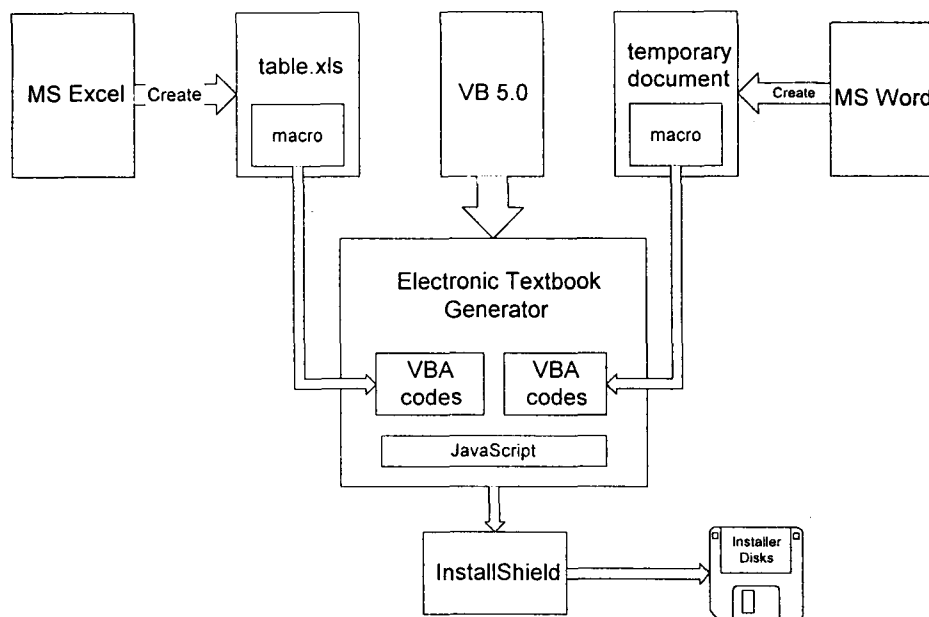 MS Excel
Create
table.xls
macro
VB 5.0
temporary
document
macro
Create
MS Word
Electronic Textbook
Generator
VBA
codes
VBA
codes
JavaScript
InstallShield
Installer
Disks